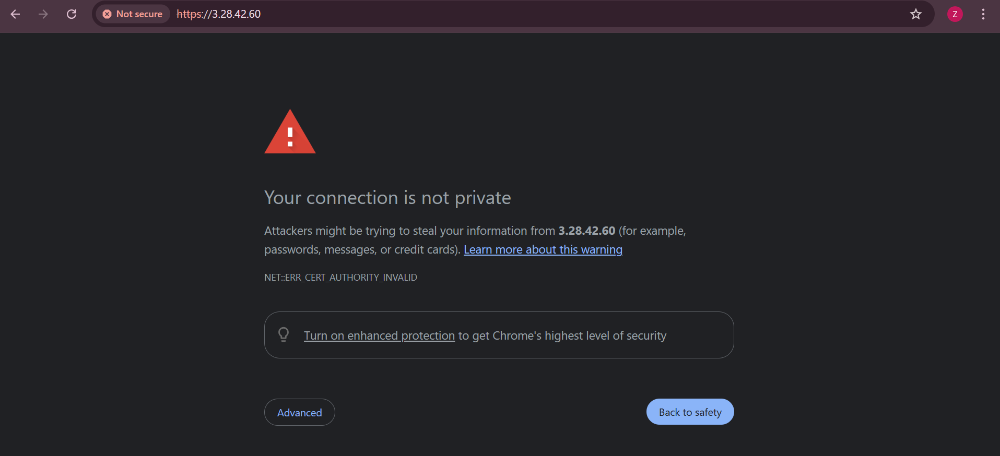 Not secure https://3.28.42.60
Z
Your connection is not private
Attackers might be trying to steal your information from 3.28.42.60 (for example,
passwords, messages, or credit cards). Learn more about this warning
NET::ERR_CERT_AUTHORITY_INVALID
Turn on enhanced protection to get Chrome's highest level of security
Advanced
Back to safety